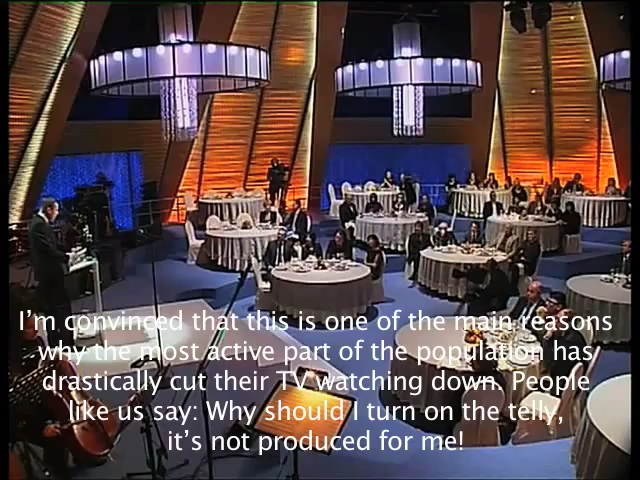 I'm convinced that this is one of the main reasons
why the most active part of the population has
drastically cut their TV watching down. People
like us say: Why should I turn on the telly,
it's not produced for me!